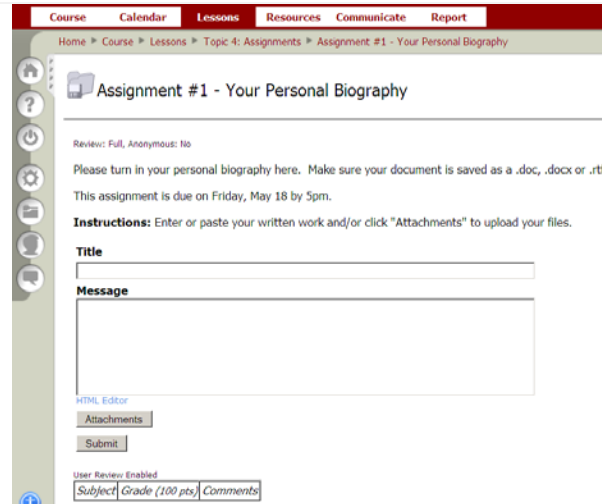 Course Calendar Lessons Resources Communicate Report
Home Course Lessons Topic 4: Assignments Assignment #1 - Your Personal Biography
Assignment #1 - Your Personal Biography
Review: Full, Anonymous: No
Please turn in your personal biography here. Make sure your document is saved as a .doc, .docx or .rt
This assignment is due on Friday, May 18 by 5pm.
Instructions: Enter or paste your written work and/or click "Attachments" to upload your files.
Title
Message
HTML Editor
Attachments
Submit
User Review Enabled
Subject Grade (100 pts) Comments